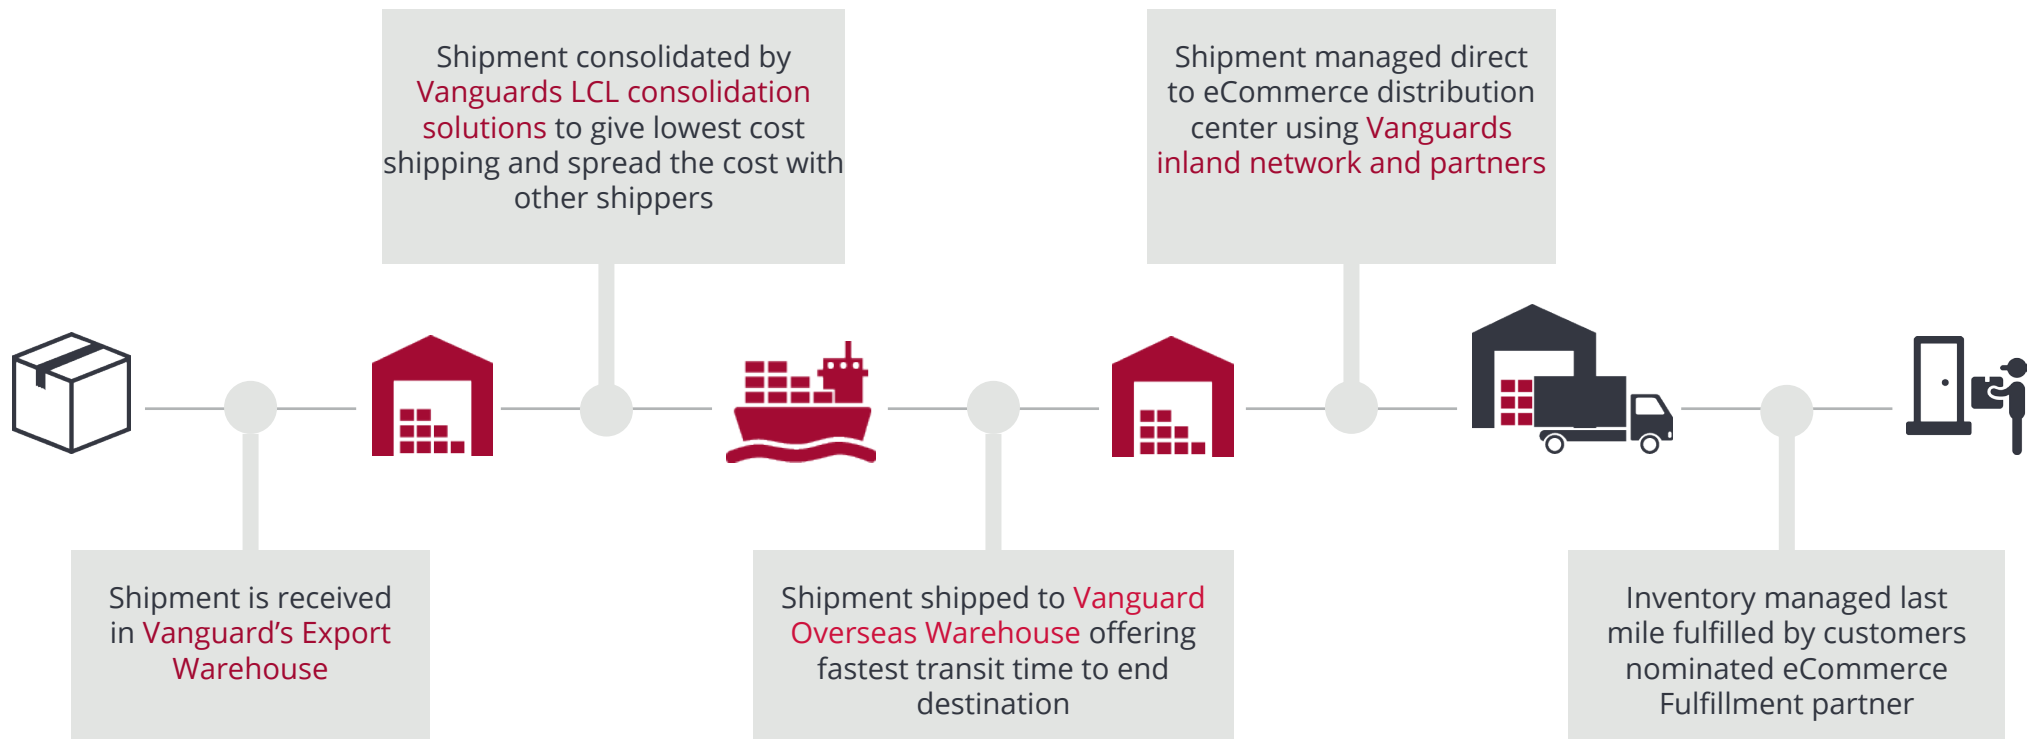 Shipment consolidated by
Vanguards LCL consolidation
solutions to give lowest cost
shipping and spread the cost with
other shippers
Shipment managed direct
to eCommerce distribution
center using Vanguards
inland network and partners
Shipment is received
in Vanguard’s Export
Warehouse
Shipment shipped to Vanguard
Overseas Warehouse offering
fastest transit time to end
destination
Inventory managed last
mile fulfilled by customers
nominated eCommerce
Fulfillment partner